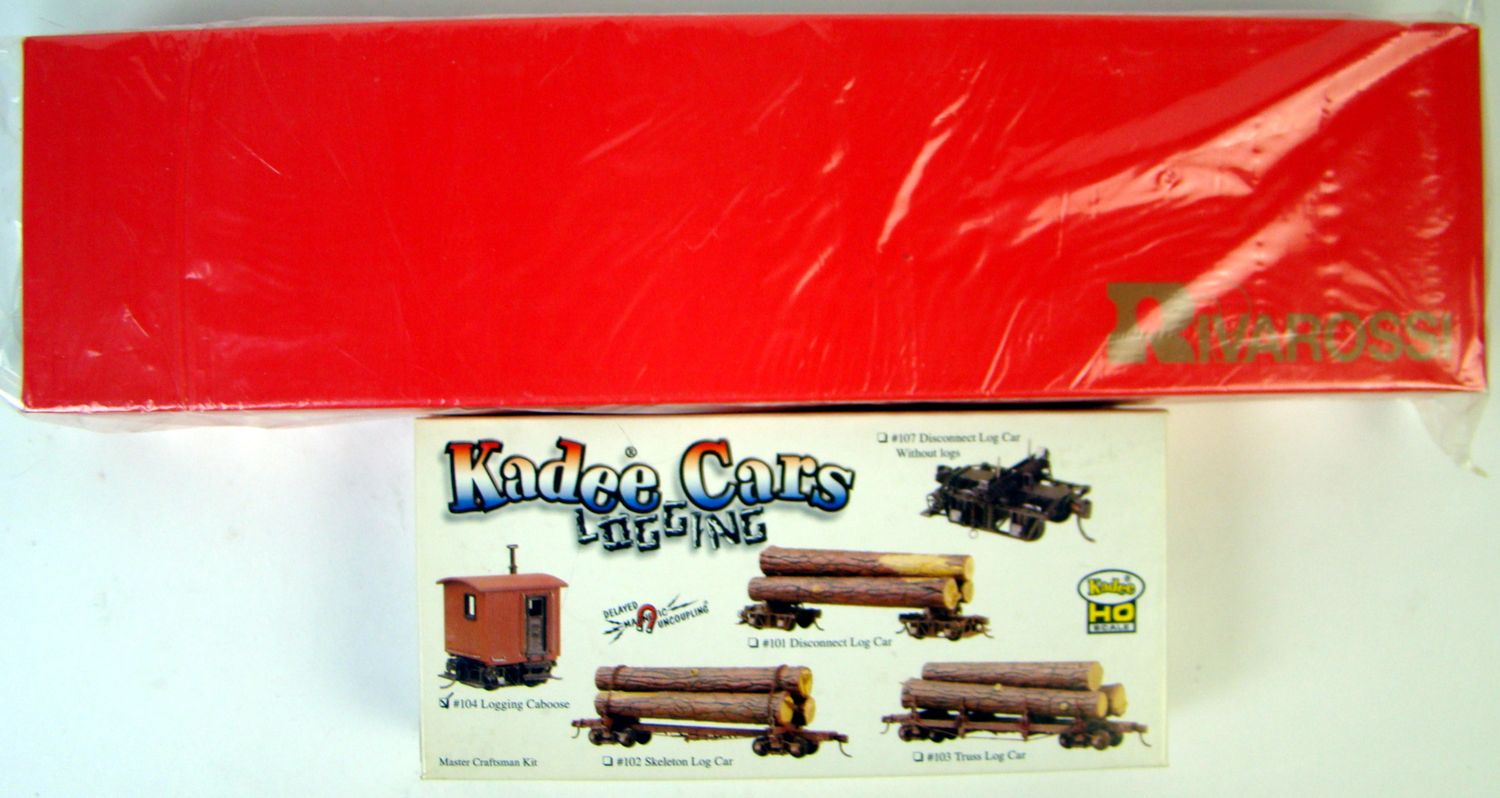 RIVAROSSI
Kadee® Cars
LOGGING
☐ #107 Disconnect Log Car
Without logs
Kadee®
HO
SCALE
DELAYED
MAGNETIC
UNCOUPLING
☐ #101 Disconnect Log Car
☑ #104 Logging Caboose
☐ #102 Skeleton Log Car
☐ #103 Truss Log Car
Master Craftsman Kit